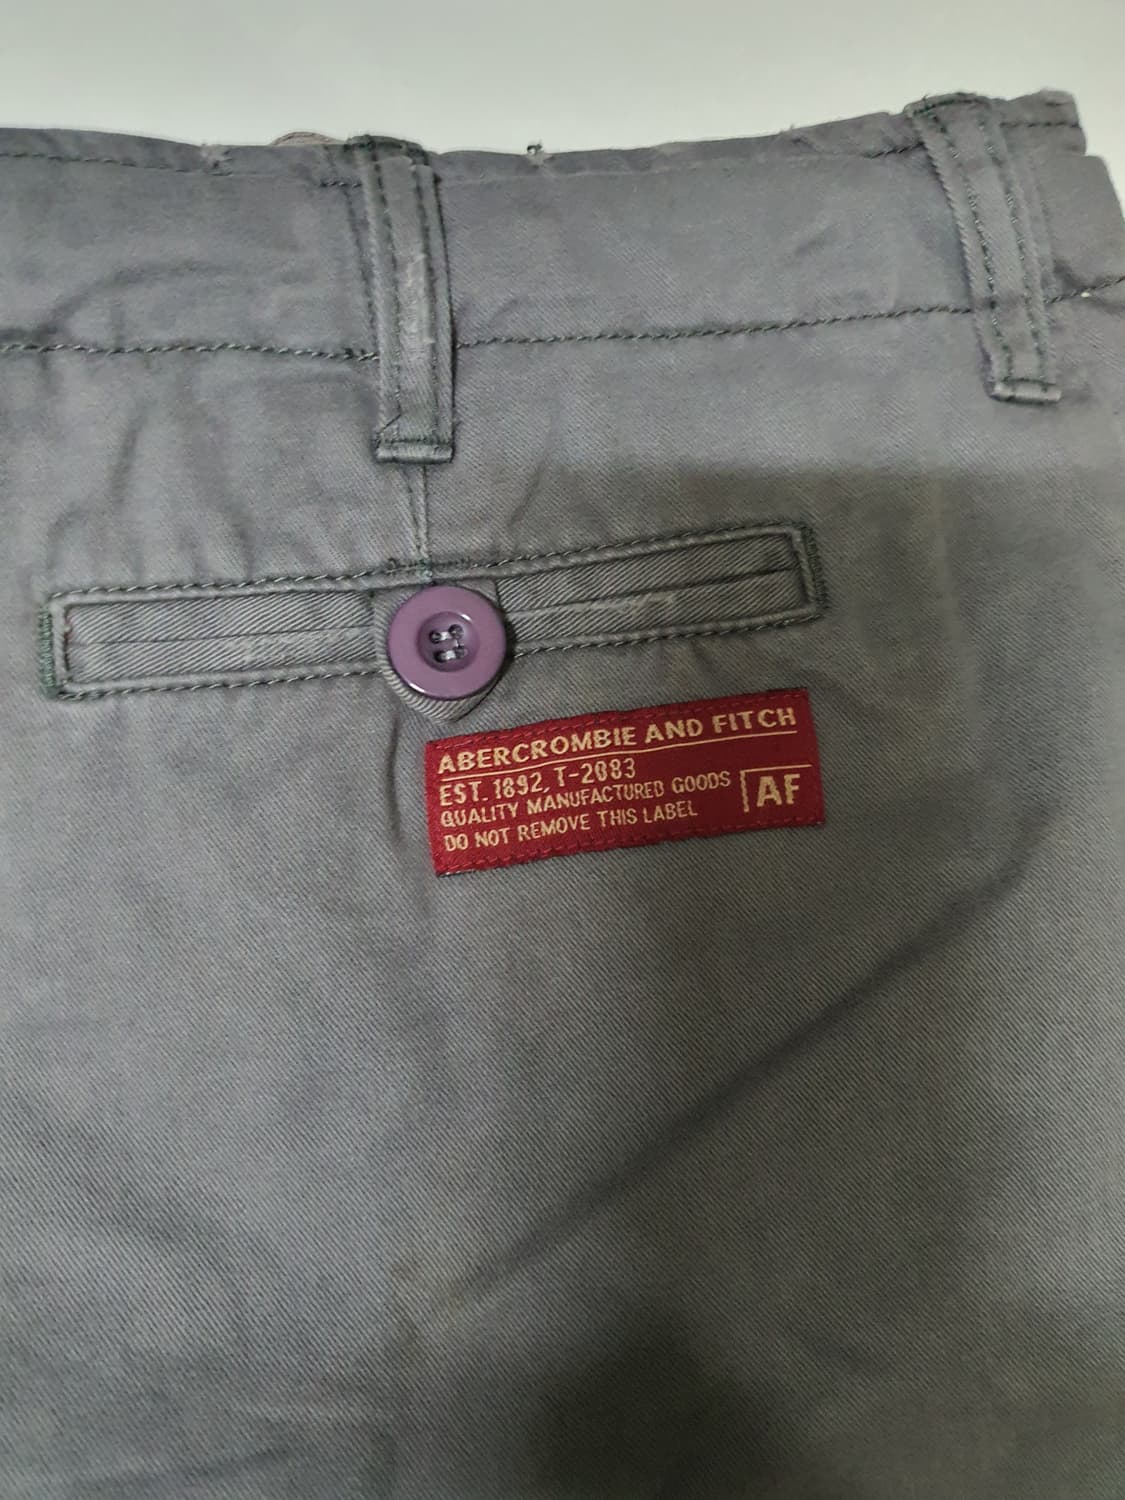 ABERCROMBIE AND FITCH
EST. 1892, T-2083
QUALITY MANUFACTURED GOODS
DO NOT REMOVE THIS LABEL
AF